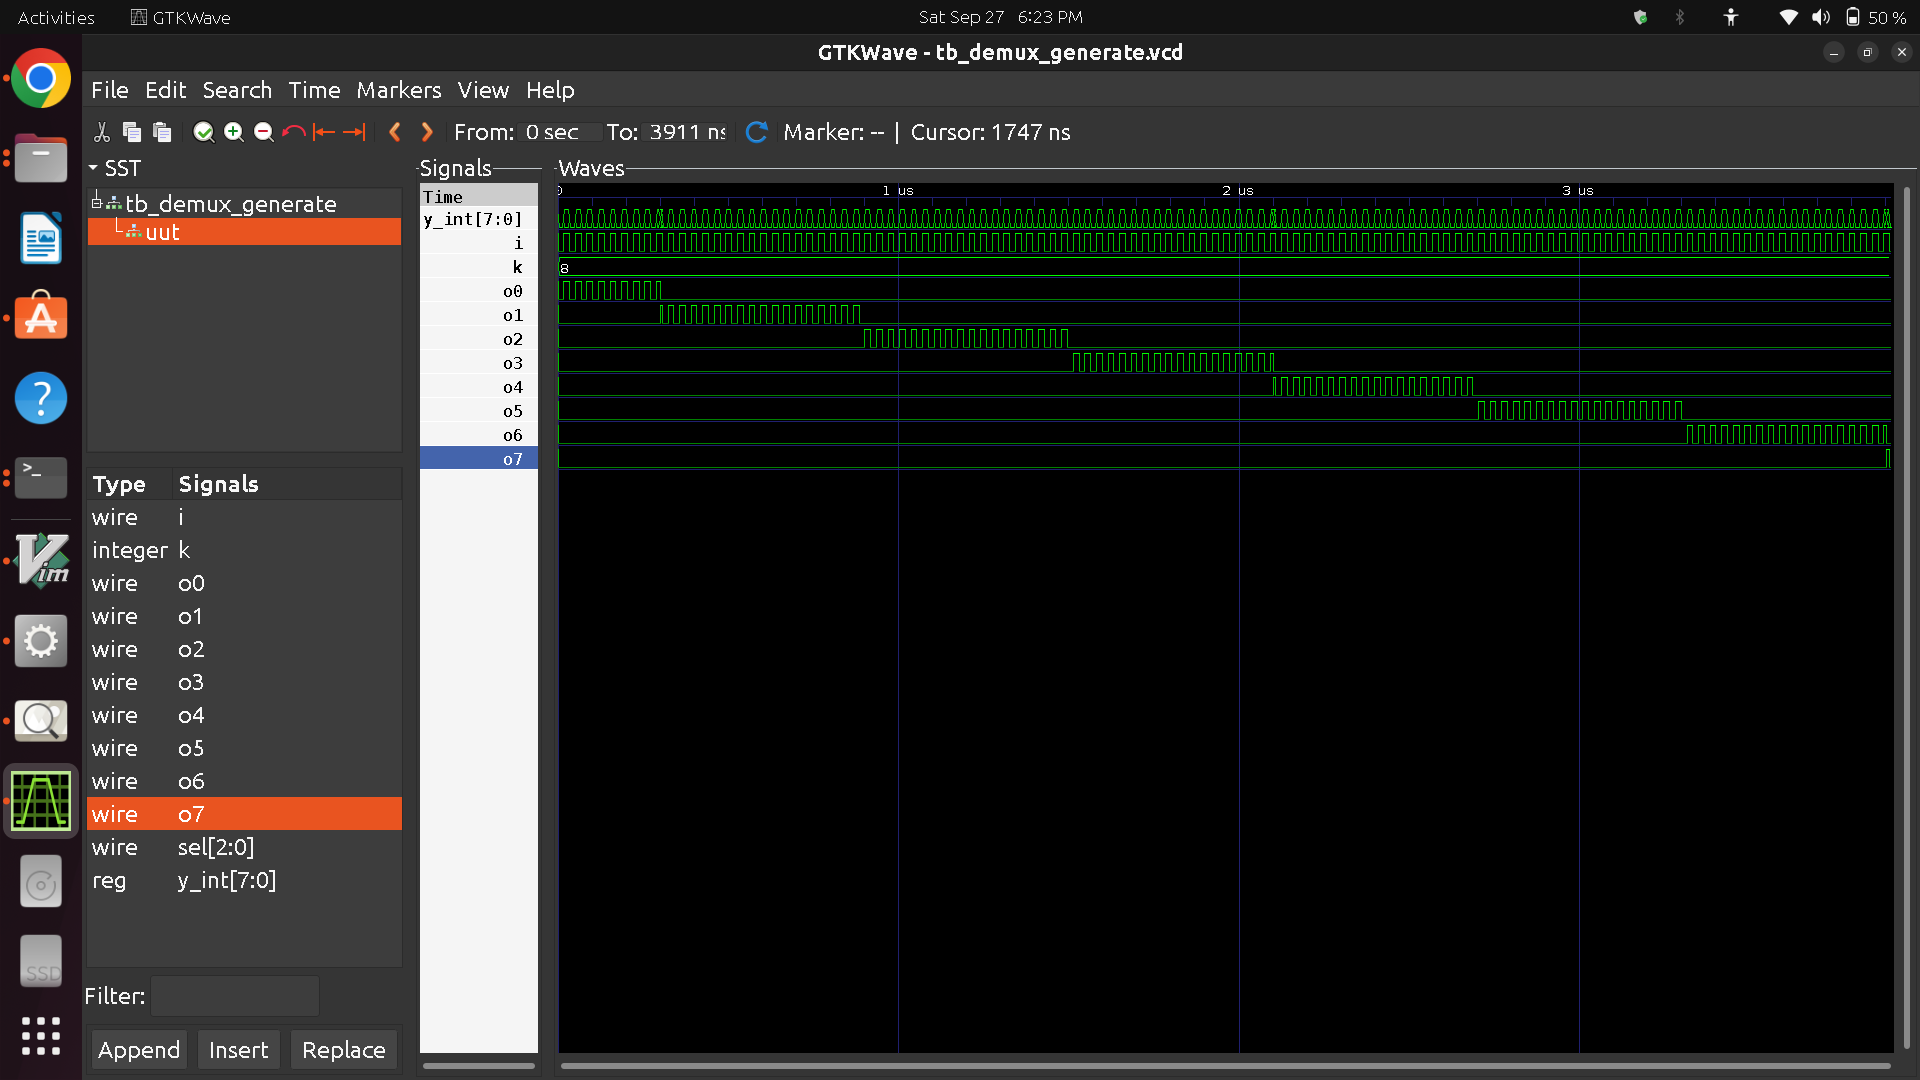 Activities GTKWave Sat Sep 27 6:23 PM 50 %
GTKWave - tb_demux_generate.vcd
File Edit Search Time Markers View Help
From: 0 sec To: 3911 ns Marker: -- | Cursor: 1747 ns
SST
tb_demux_generate
uut
Type Signals
wire i
integer k
wire o0
wire o1
wire o2
wire o3
wire o4
wire o5
wire o6
wire o7
wire sel[2:0]
reg y_int[7:0]
Filter:
Append Insert Replace
Signals
Time
y_int[7:0]
i
k
o0
o1
o2
o3
o4
o5
o6
o7
Waves
0 1 us 2 us 3 us
8
>_
Vim
A
?
SSD